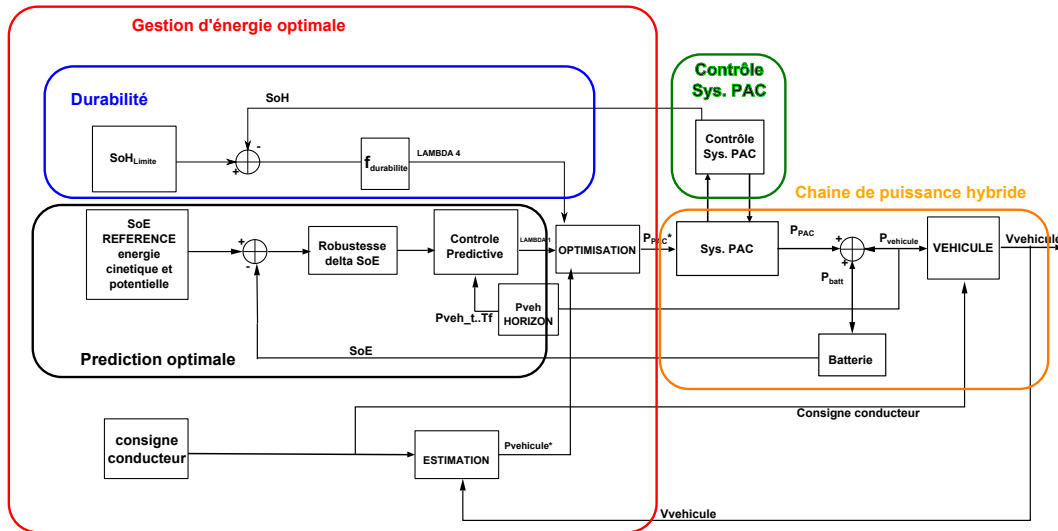 Gestion d'énergie optimale
Contrôle
Sys. PAC
Durabilité
SoH
Contrôle
Sys. PAC
SoHLimite
-
+
fdurabilite
LAMBDA 4
Chaine de puissance hybride
SoE
REFERENCE
energie
cinetique et
potentielle
+
-
Robustesse
delta SoE
Controle
Predictive
LAMBDA 1
OPTIMISATION
PPAC*
Sys. PAC
PPAC
+
+
Pvehicule
VEHICULE
Vvehicule
Pbatt
Pveh_t..Tf
Pveh
HORIZON
Prediction optimale
SoE
Batterie
Consigne conducteur
consigne
conducteur
ESTIMATION
Pvehicule*
Vvehicule